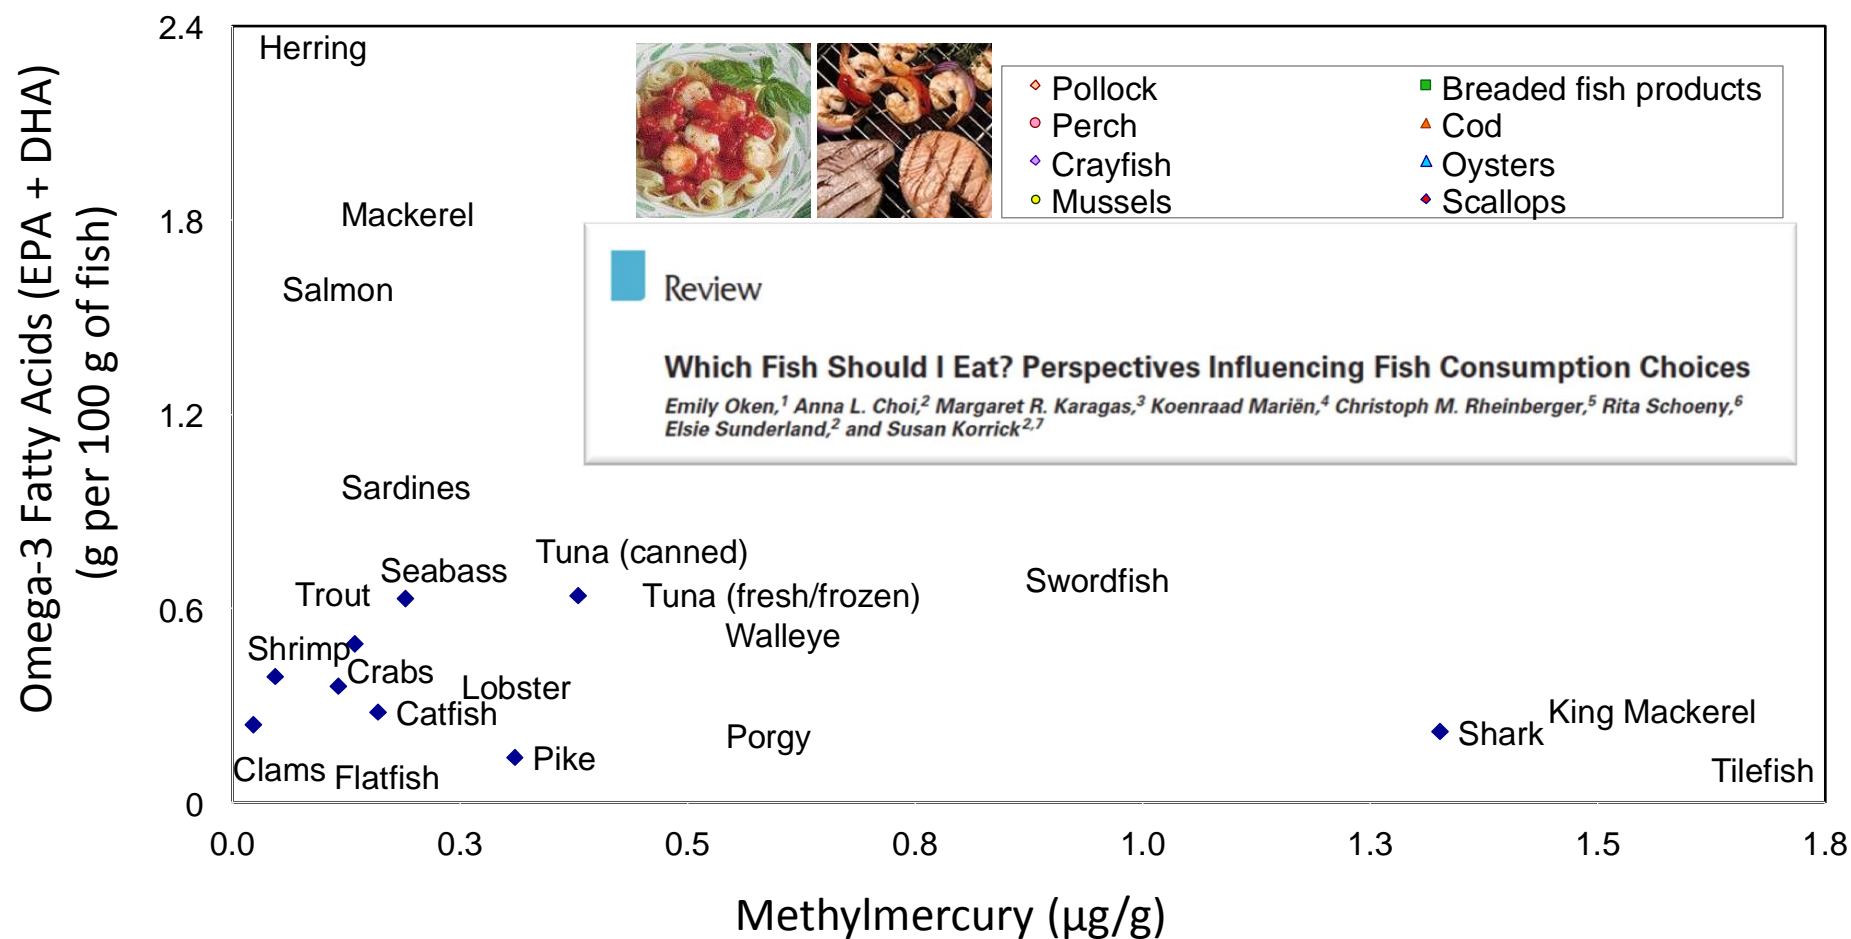 Omega-3 Fatty Acids (EPA + DHA)
(g per 100 g of fish)
2.4
1.8
1.2
0.6
0
Herring
Pollock
Breaded fish products
Perch
Cod
Crayfish
Oysters
Mussels
Scallops
Mackerel
Salmon
Review
Which Fish Should I Eat? Perspectives Influencing Fish Consumption Choices
Emily Oken,1 Anna L. Choi,2 Margaret R. Karagas,3 Koenraad Mariën,4 Christoph M. Rheinberger,5 Rita Schoeny,6
Elsie Sunderland,2 and Susan Korrick2,7
Sardines
Tuna (canned)
Seabass
Swordfish
Trout
Tuna (fresh/frozen)
Walleye
Shrimp
Crabs
Lobster
Catfish
King Mackerel
Porgy
Shark
Pike
Clams
Flatfish
Tilefish
0.0 0.3 0.5 0.8 1.0 1.3 1.5 1.8
Methylmercury (µg/g)